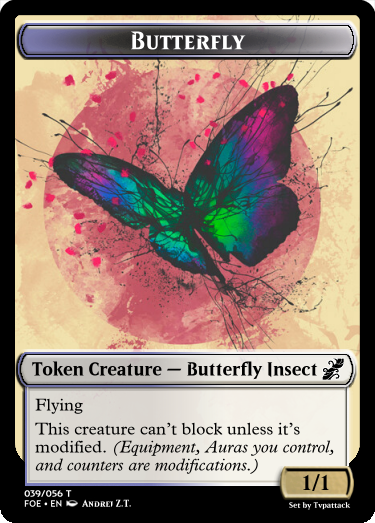 Butterfly
Token Creature — Butterfly Insect
Flying
This creature can't block unless it's
modified. (Equipment, Auras you control,
and counters are modifications.)
1/1
039/056 T
FOE • EN Andrei Z.T.
Set by Typattack